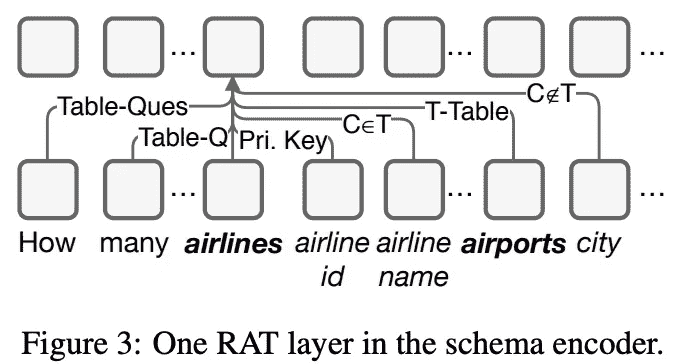 ... ...  ...
Table-Ques C∉T
Table-Q Pri. Key C∈T T-Table
... ... ...
How many airlines airline airline airports city
id name
Figure 3: One RAT layer in the schema encoder.